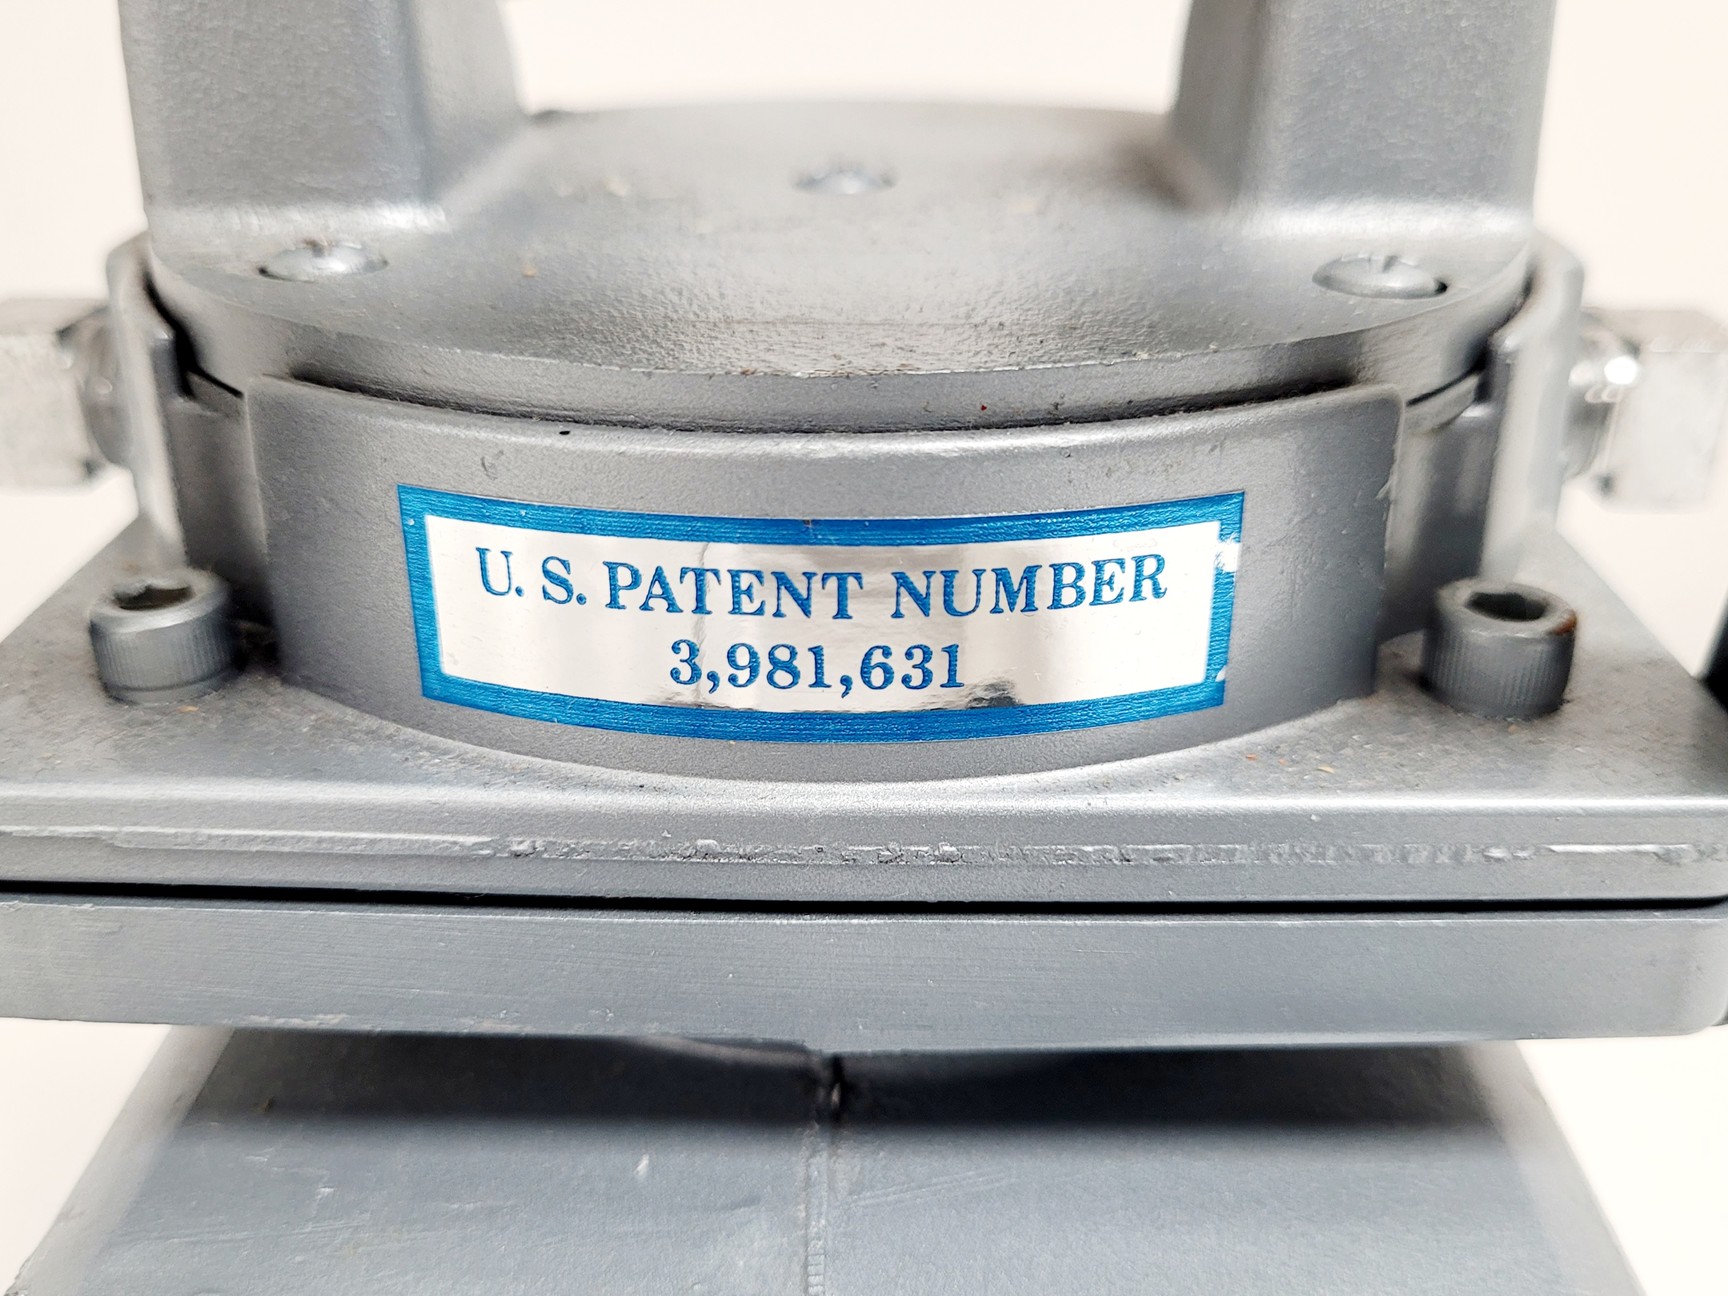 U. S. PATENT NUMBER
3,981,631